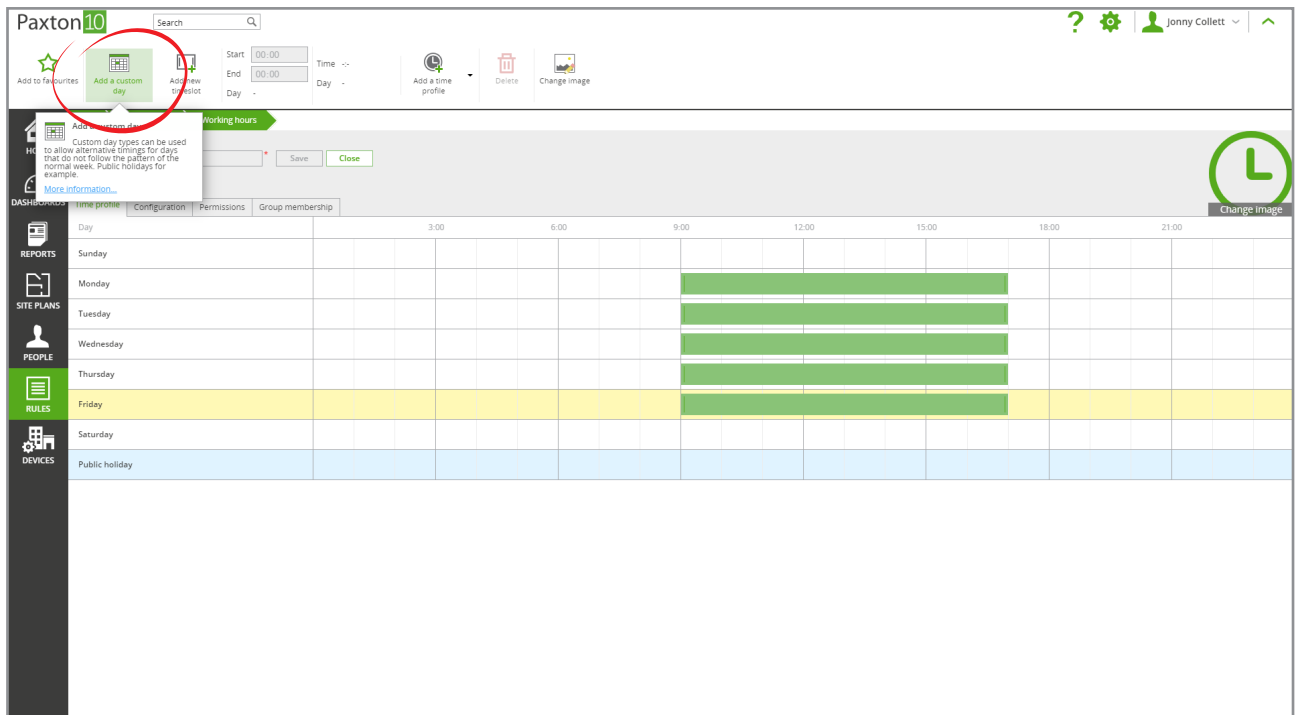 Paxton 10
Search
Jonny Collett
Add to favourites
Add a custom
day
Add new
timeslot
Start 00:00
End 00:00
Day -
Time -:-
Day -
Add a time
profile
Delete
Change image
Working hours
Add a custom day
Custom day types can be used
to allow alternative timings for days
that do not follow the pattern of the
normal week. Public holidays for
example.
More information...
* Save Close
Change image
DASHBOARDS
REPORTS
SITE PLANS
PEOPLE
RULES
DEVICES
Time profile Configuration Permissions Group membership
Day 3:00 6:00 9:00 12:00 15:00 18:00 21:00
Sunday
Monday
Tuesday
Wednesday
Thursday
Friday
Saturday
Public holiday